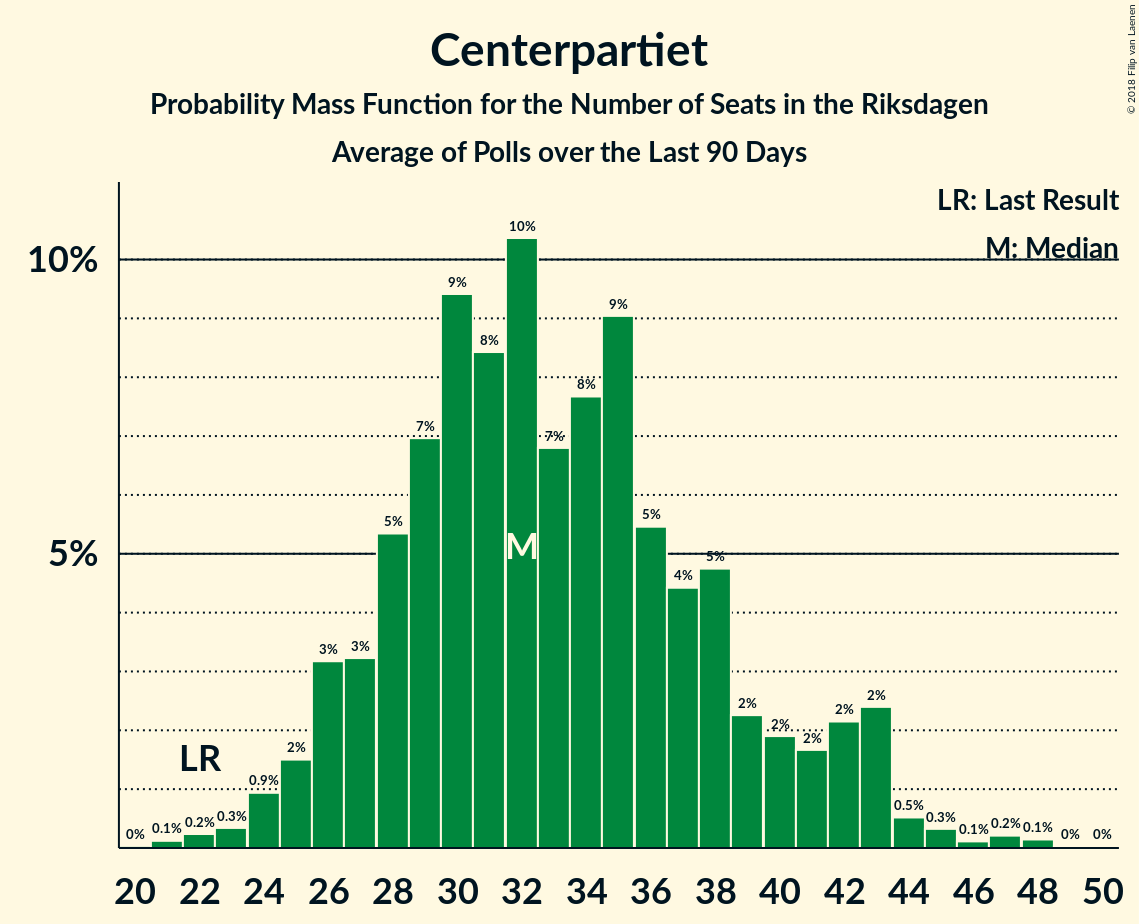 Centerpartiet
Probability Mass Function for the Number of Seats in the Riksdagen
Average of Polls over the Last 90 Days
© 2018 Filip van Laenen
LR: Last Result
M: Median
10%
5%
0% 0.1% 0.2% 0.3% 0.9% 2% 3% 3% 5% 7% 9% 8% 10% 7% 8% 9% 5% 4% 5% 2% 2% 2% 2% 2% 0.5% 0.3% 0.1% 0.2% 0.1% 0% 0%
LR
M
20 22 24 26 28 30 32 34 36 38 40 42 44 46 48 50